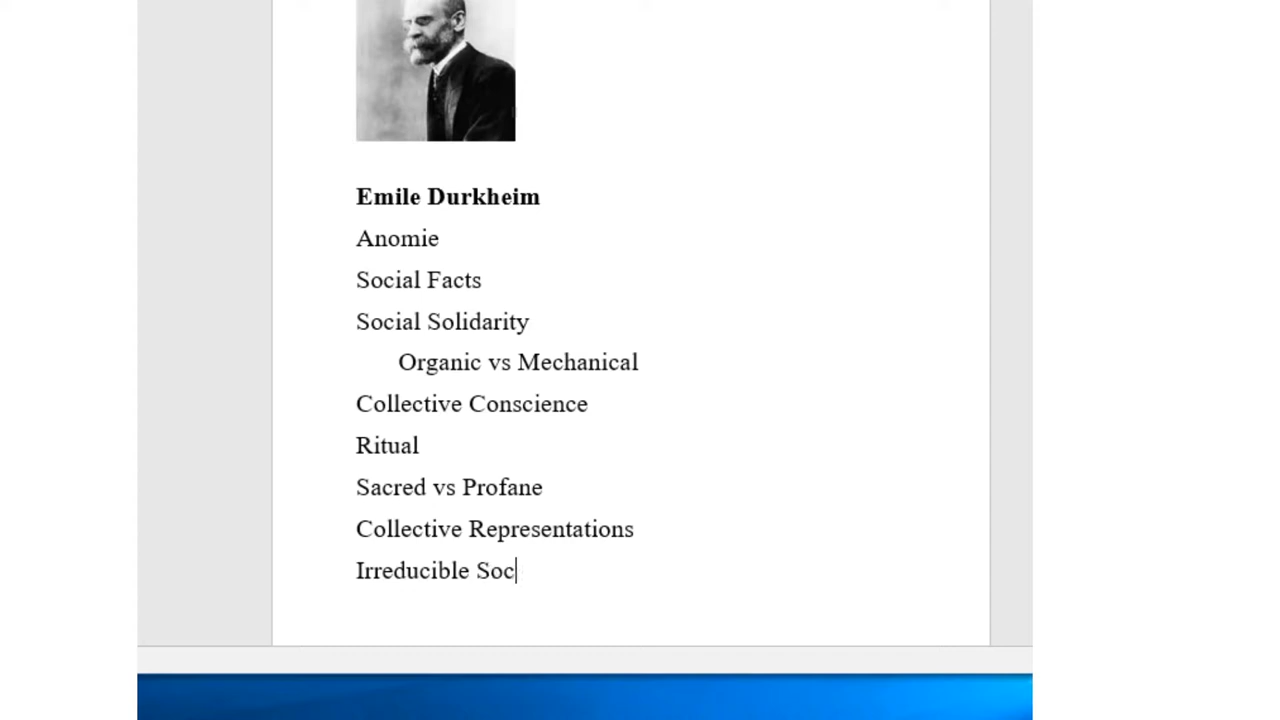 Emile Durkheim
Anomie
Social Facts
Social Solidarity
Organic vs Mechanical
Collective Conscience
Ritual
Sacred vs Profane
Collective Representations
Irreducible Soc